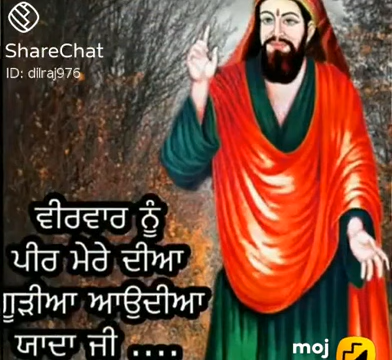 ShareChat
ID: dilraj976
ਵੀਰਵਾਰ ਨੂੰ
ਪੀਰ ਮੇਰੇ ਦੀਆ
ਗੂੜੀਆ ਆਉਦੀਆ
ਯਾਦਾ ਜੀ ....
moj